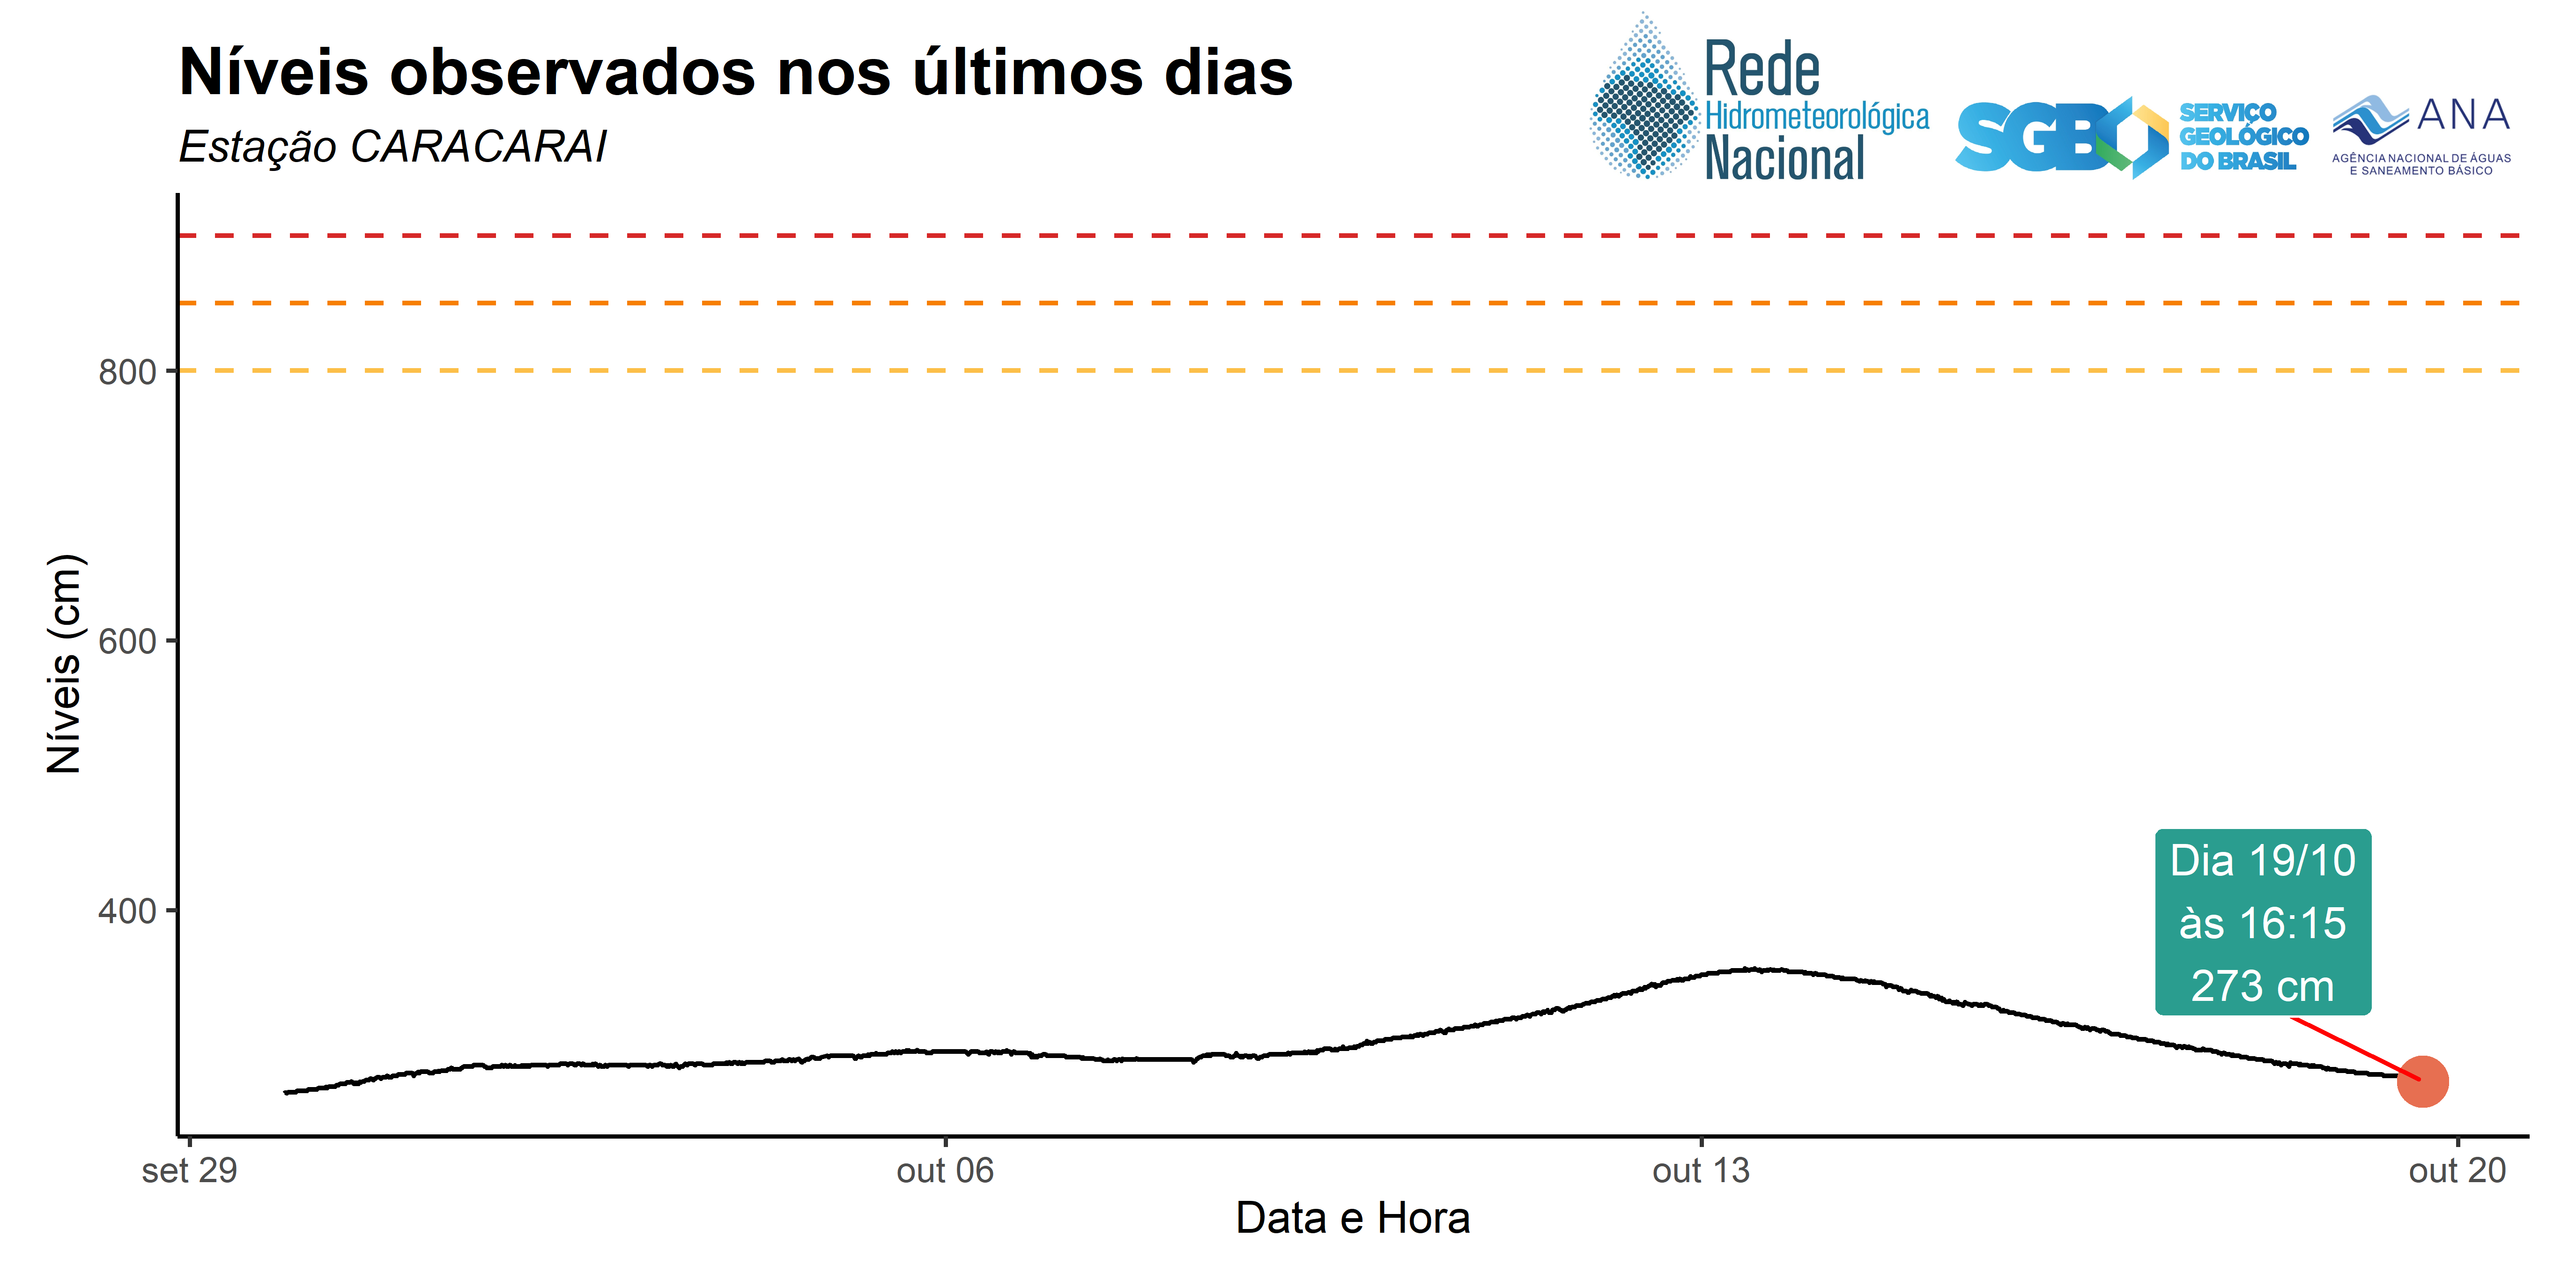 Níveis observados nos últimos dias
Estação CARACARAI
Rede
Hidrometeorológica
Nacional
SGB
SERVIÇO
GEOLÓGICO
DO BRASIL
ANA
AGÊNCIA NACIONAL DE ÁGUAS
E SANEAMENTO BÁSICO
Níveis (cm)
800
600
400
Dia 19/10
às 16:15
273 cm
set 29
out 06
out 13
out 20
Data e Hora